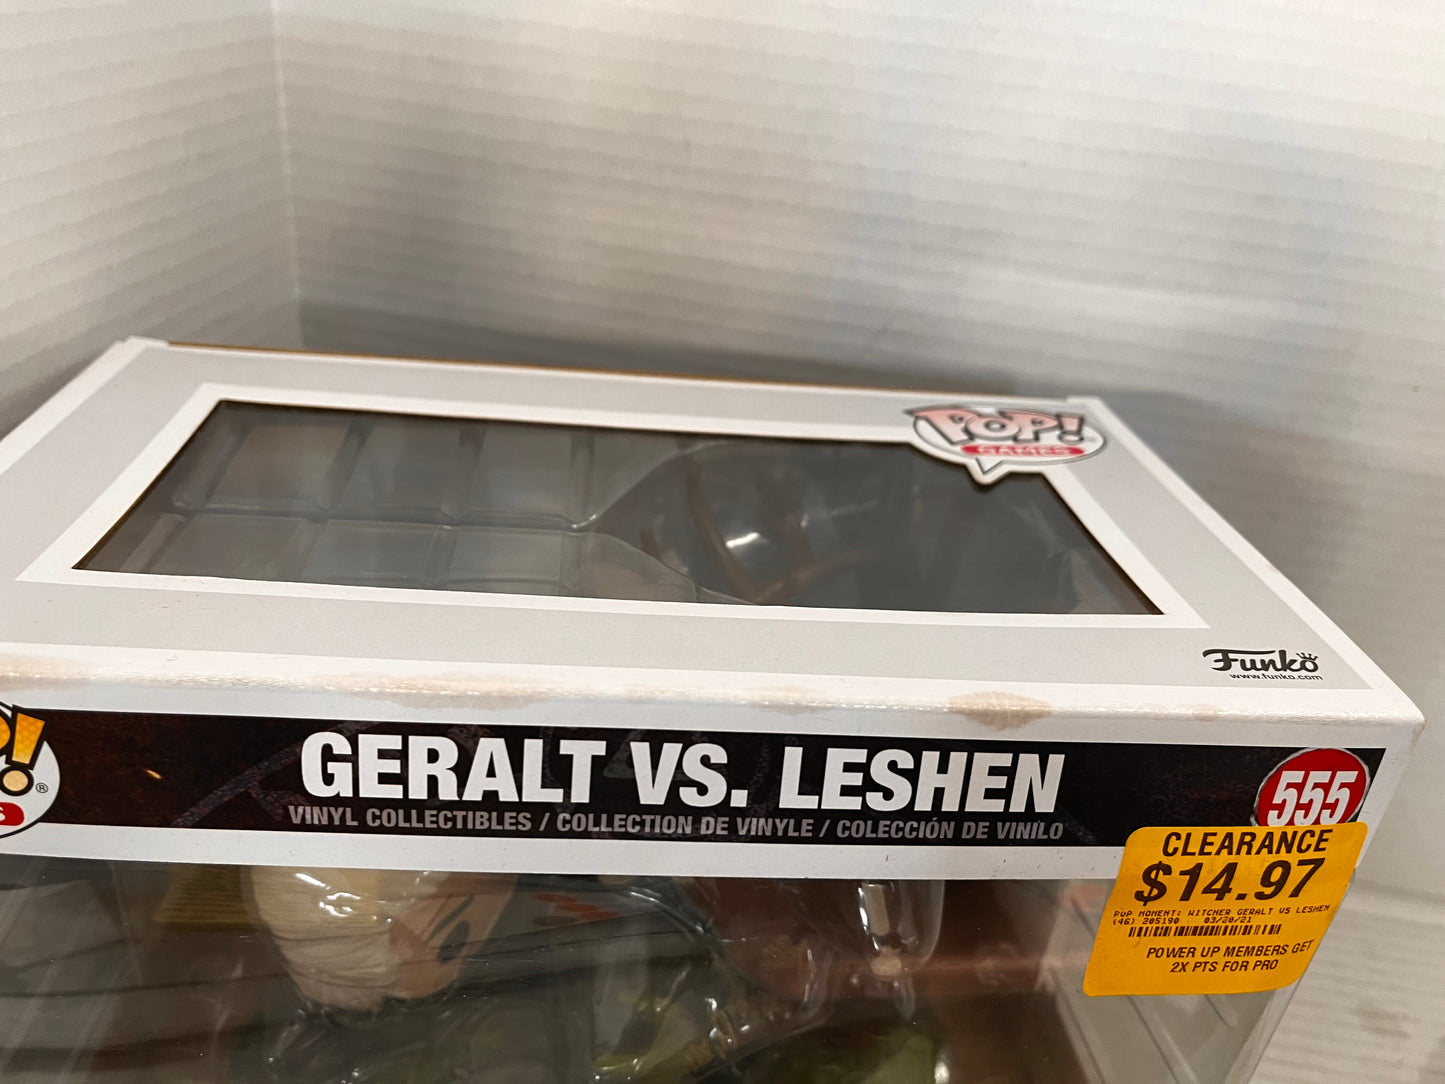 POP!
GAMES
Funko
www.funko.com
GERALT VS. LESHEN
VINYL COLLECTIBLES / COLLECTION DE VINYLE / COLECCIÓN DE VINILO
555
CLEARANCE
$14.97
POP MOMENT: WITCHER GERALT VS LESHEN
(46) 205190 03/20/21
POWER UP MEMBERS GET
2X PTS FOR PRO